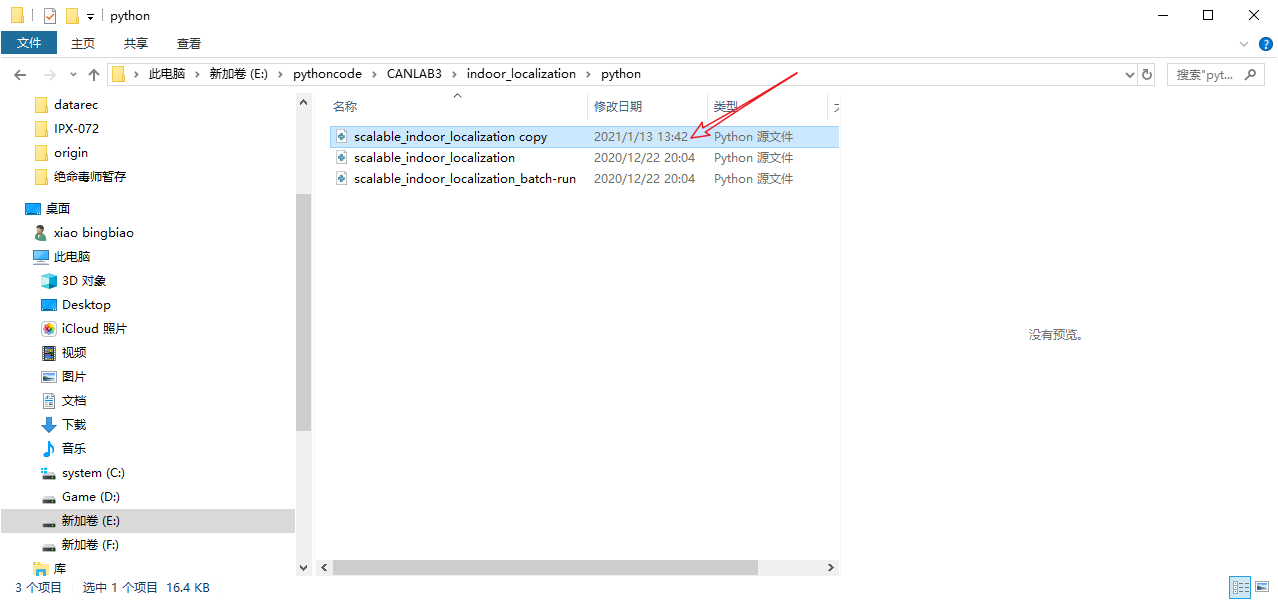 python
文件 主页 共享 查看
此电脑 新加卷 (E:) pythoncode CANLAB3 indoor_localization python 搜索"pyt...
datarec
IPX-072
origin
绝命毒师暂存
桌面
xiao bingbiao
此电脑
3D 对象
Desktop
iCloud 照片
视频
图片
文档
下载
音乐
system (C:)
Game (D:)
新加卷 (E:)
新加卷 (F:)
库
名称 修改日期 类型
scalable_indoor_localization copy 2021/1/13 13:42 Python 源文件
scalable_indoor_localization 2020/12/22 20:04 Python 源文件
scalable_indoor_localization_batch-run 2020/12/22 20:04 Python 源文件
没有预览。
3 个项目 选中 1 个项目 16.4 KB